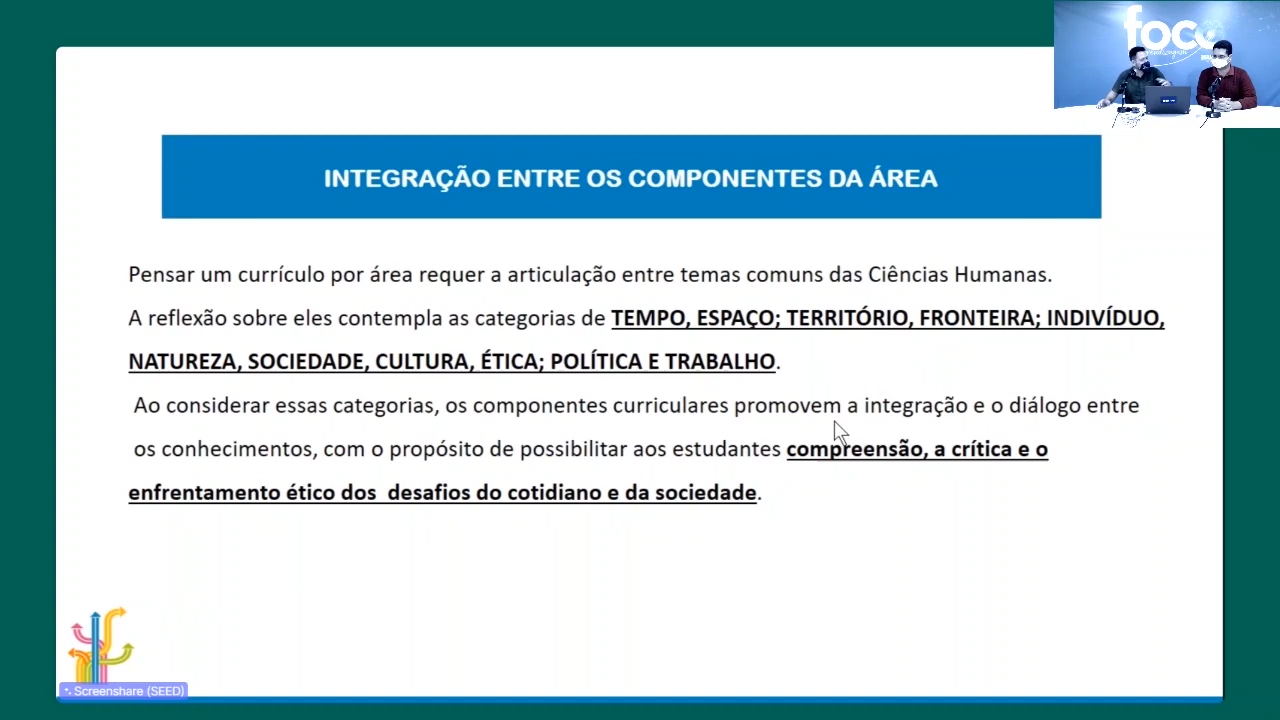 foco
INTEGRAÇÃO ENTRE OS COMPONENTES DA ÁREA
Pensar um currículo por área requer a articulação entre temas comuns das Ciências Humanas.
A reflexão sobre eles contempla as categorias de TEMPO, ESPAÇO; TERRITÓRIO, FRONTEIRA; INDIVÍDUO,
NATUREZA, SOCIEDADE, CULTURA, ÉTICA; POLÍTICA E TRABALHO.
Ao considerar essas categorias, os componentes curriculares promovem a integração e o diálogo entre
os conhecimentos, com o propósito de possibilitar aos estudantes compreensão, a crítica e o
enfrentamento ético dos desafios do cotidiano e da sociedade.
Screenshare (SEED)